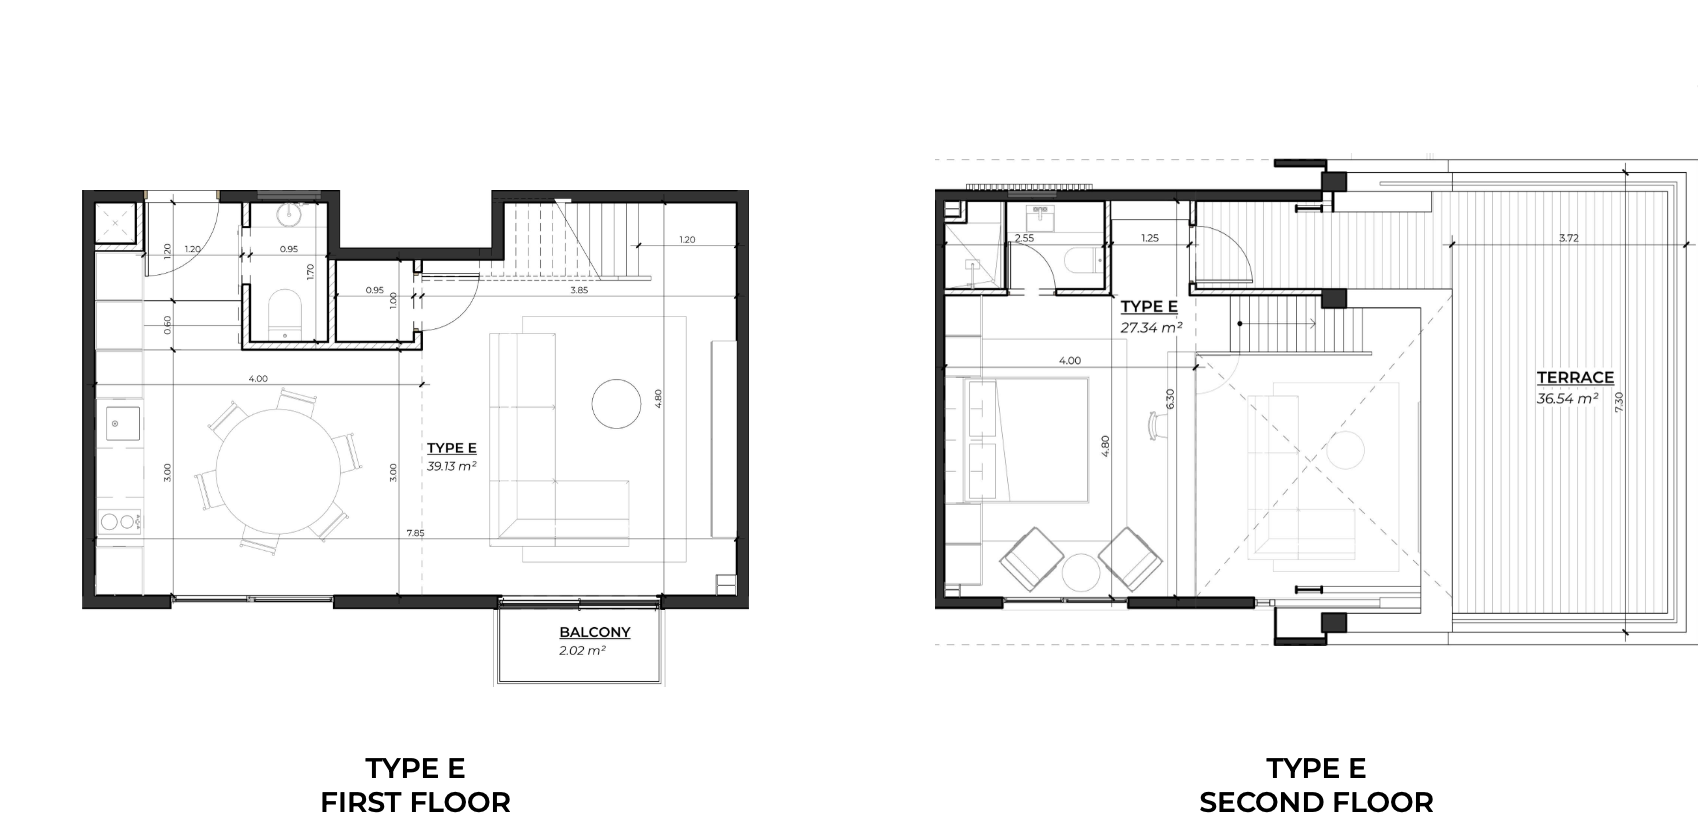 1.20
1.20
0.95
1.70
1.20
0.95
1.00
3.85
0.60
4.00
4.80
TYPE E
39.13 m²
3.00
3.00
7.85
BALCONY
2.02 m²
TYPE E
FIRST FLOOR
2.55
1.25
3.72
TYPE E
27.34 m²
4.00
6.30
4.80
TERRACE
36.54 m²
7.30
TYPE E
SECOND FLOOR